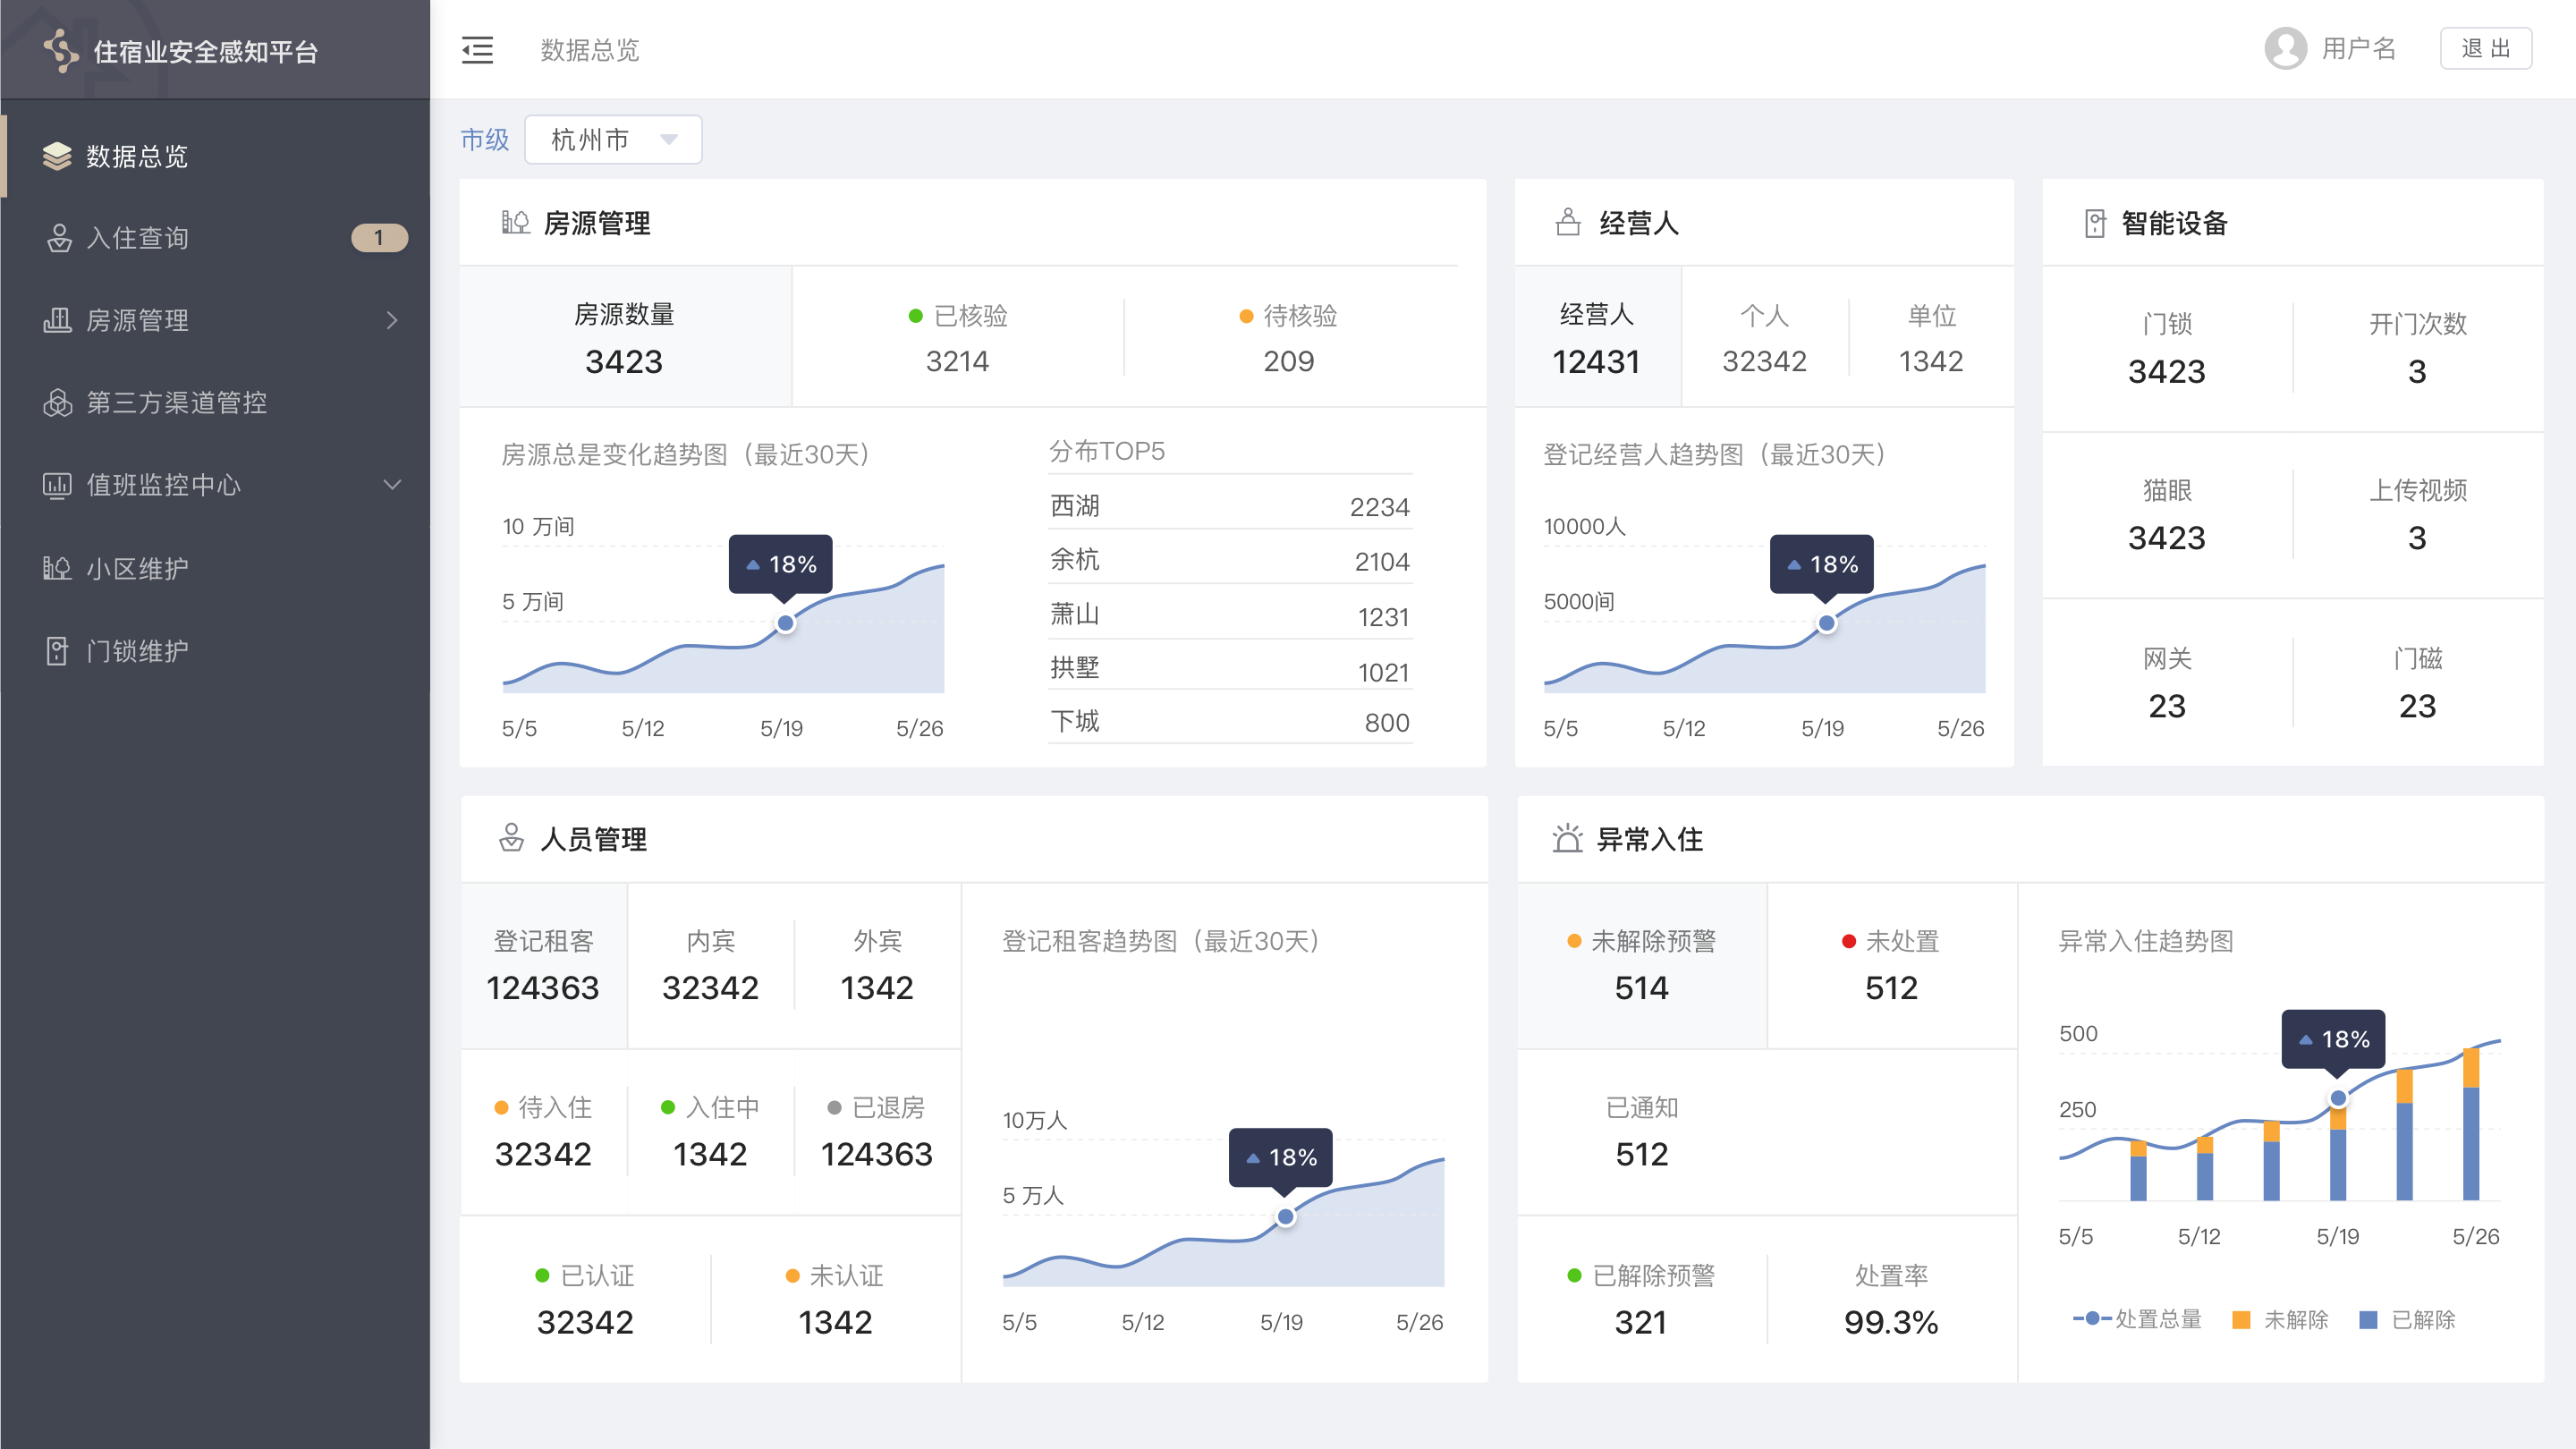 住宿业安全感知平台
数据总览
用户名
退 出
数据总览
入住查询
1
房源管理
第三方渠道管控
值班监控中心
小区维护
门锁维护
市级
杭州市
房源管理
房源数量
3423
已核验
3214
待核验
209
房源总是变化趋势图（最近30天）
10 万间
5 万间
18%
5/5
5/12
5/19
5/26
分布TOP5
西湖 2234
余杭 2104
萧山 1231
拱墅 1021
下城 800
经营人
经营人
12431
个人
32342
单位
1342
登记经营人趋势图（最近30天）
10000人
5000间
18%
5/5
5/12
5/19
5/26
智能设备
门锁
3423
开门次数
3
猫眼
3423
上传视频
3
网关
23
门磁
23
人员管理
登记租客
124363
内宾
32342
外宾
1342
待入住
32342
入住中
1342
已退房
124363
已认证
32342
未认证
1342
登记租客趋势图（最近30天）
10万人
5 万人
18%
5/5
5/12
5/19
5/26
异常入住
未解除预警
514
未处置
512
已通知
512
已解除预警
321
处置率
99.3%
异常入住趋势图
500
250
18%
5/5
5/12
5/19
5/26
处置总量
未解除
已解除